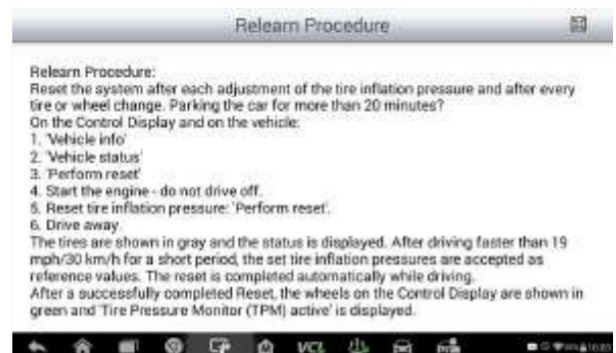 Relearn Procedure
Relearn Procedure:
Reset the system after each adjustment of the tire inflation pressure and after every
tire or wheel change. Parking the car for more than 20 minutes?
On the Control Display and on the vehicle:
1. 'Vehicle info'
2. 'Vehicle status'
3. 'Perform reset'
4. Start the engine - do not drive off.
5. Reset tire inflation pressure: 'Perform reset'.
6. Drive away.
The tires are shown in gray and the status is displayed. After driving faster than 19
mph/30 km/h for a short period, the set tire inflation pressures are accepted as
reference values. The reset is completed automatically while driving.
After a successfully completed Reset, the wheels on the Control Display are shown in
green and 'Tire Pressure Monitor (TPM) active' is displayed.
VCI